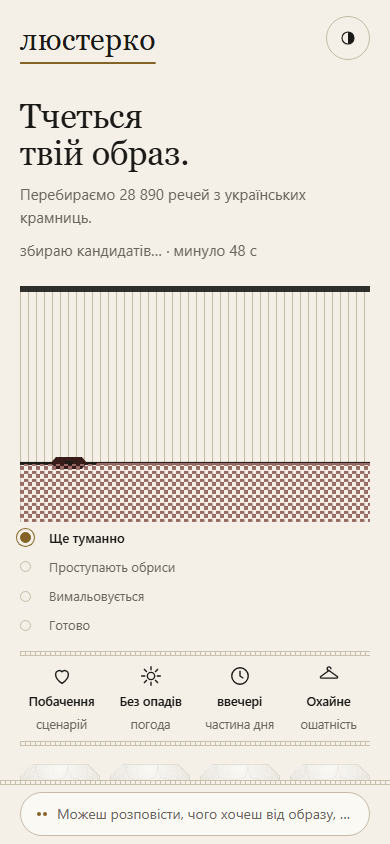 люстерко
Тчеться
твій образ.
Перебираємо 28 890 речей з українських
крамниць.
збираю кандидатів... · минуло 48 с
Ще туманно
Проступають обриси
Вимальовується
Готово
Побачення Без опадів ввечері Охайне
сценарій погода частина дня ошатність
Можеш розповісти, чого хочеш від образу, ...